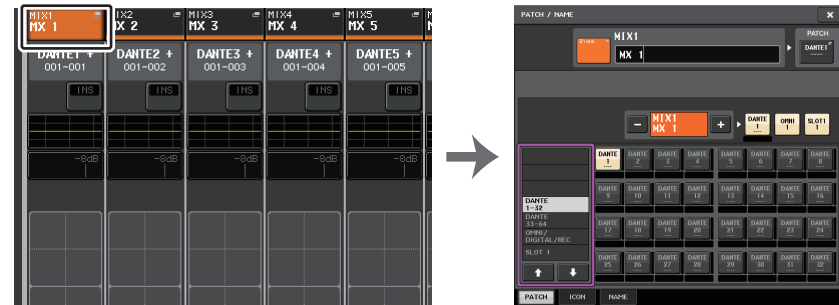 MIX1 MIX2 MIX3 MIX4 MIX5
MX 1 MX 2 MX 3 MX 4 MX 5
DANTE1 + DANTE2 + DANTE3 + DANTE4 + DANTE5 +
001-001 001-002 001-003 001-004 001-005
INS INS INS INS INS
-8dB -8dB -8dB -8dB
PATCH / NAME
Blank MIX1 PATCH
MX 1 DANTE1
- MIX1 + DANTE OMNI SLOT1
MX 1 1 1 1
DANTE DANTE DANTE DANTE DANTE DANTE DANTE DANTE
1 2 3 4 5 6 7 8
DANTE DANTE DANTE DANTE DANTE DANTE DANTE DANTE
9 10 11 12 13 14 15 16
DANTE DANTE DANTE DANTE DANTE DANTE DANTE DANTE
17 18 19 20 21 22 23 24
DANTE DANTE DANTE DANTE DANTE DANTE DANTE DANTE
25 26 27 28 29 30 31 32
DANTE
1-32
DANTE
33-64
OMNI/
DIGITAL/REC
SLOT 1
PATCH ICON NAME